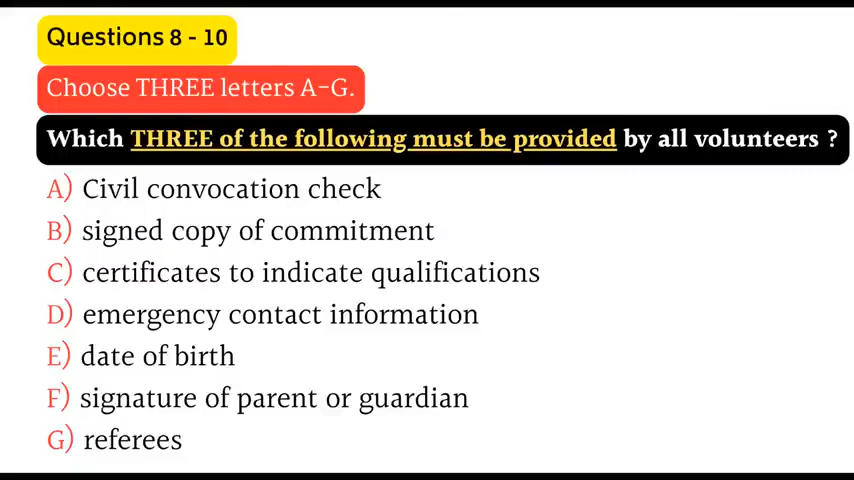 Questions 8 - 10
Choose THREE letters A-G.
Which THREE of the following must be provided by all volunteers ?
A) Civil convocation check
B) signed copy of commitment
C) certificates to indicate qualifications
D) emergency contact information
E) date of birth
F) signature of parent or guardian
G) referees